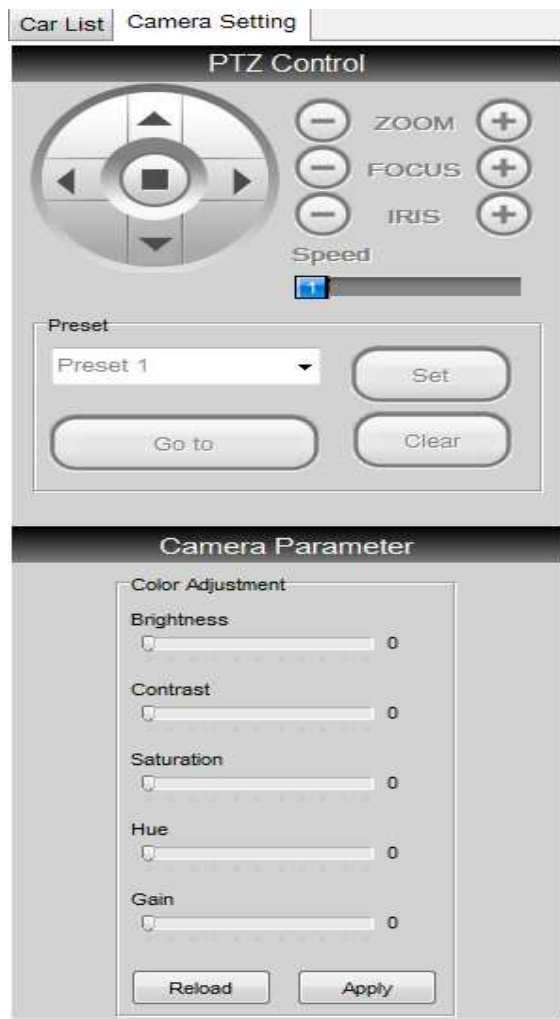 Car List Camera Setting
PTZ Control
ZOOM
FOCUS
IRIS
Speed
1
Preset
Preset 1
Set
Go to
Clear
Camera Parameter
Color Adjustment
Brightness
0
Contrast
0
Saturation
0
Hue
0
Gain
0
Reload Apply